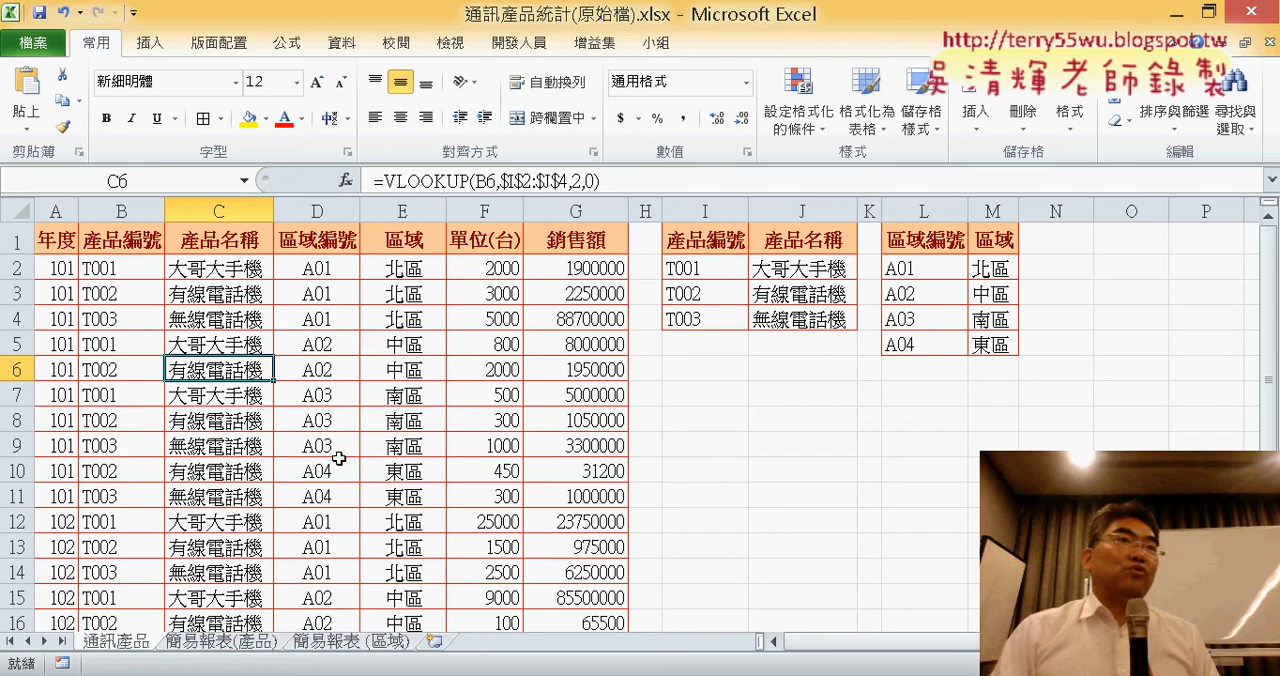 通訊產品統計(原始檔).xlsx - Microsoft Excel
http://terry55wu.blogspot.tw
吳清輝老師錄製
檔案 常用 插入 版面配置 公式 資料 校閱 檢視 開發人員 增益集 小組
新細明體 12 自動換列 通用格式
貼上 B I U A 中 跨欄置中 $ % , 設定格式化的條件 格式化為表格 儲存格樣式 插入 刪除 格式 Σ 排序與篩選 尋找與選取
剪貼簿 字型 對齊方式 數值 樣式 儲存格 編輯
C6 fx =VLOOKUP(B6,$I$2:$J$4,2,0)
A B C D E F G H I J K L M N O P
1 年度 產品編號 產品名稱 區域編號 區域 單位(台) 銷售額 產品編號 產品名稱 區域編號 區域
2 101 T001 大哥大手機 A01 北區 2000 1900000 T001 大哥大手機 A01 北區
3 101 T002 有線電話機 A01 北區 3000 2250000 T002 有線電話機 A02 中區
4 101 T003 無線電話機 A01 北區 5000 88700000 T003 無線電話機 A03 南區
5 101 T001 大哥大手機 A02 中區 800 8000000 A04 東區
6 101 T002 有線電話機 A02 中區 2000 1950000
7 101 T001 大哥大手機 A03 南區 500 5000000
8 101 T002 有線電話機 A03 南區 300 1050000
9 101 T003 無線電話機 A03 南區 1000 3300000
10 101 T002 有線電話機 A04 東區 450 31200
11 101 T003 無線電話機 A04 東區 300 1000000
12 102 T001 大哥大手機 A01 北區 25000 23750000
13 102 T002 有線電話機 A01 北區 1500 975000
14 102 T003 無線電話機 A01 北區 2500 6250000
15 102 T001 大哥大手機 A02 中區 9000 85500000
16 102 T002 有線電話機 A02 中區 100 65500
通訊產品 簡易報表(產品) 簡易報表 (區域)
就緒